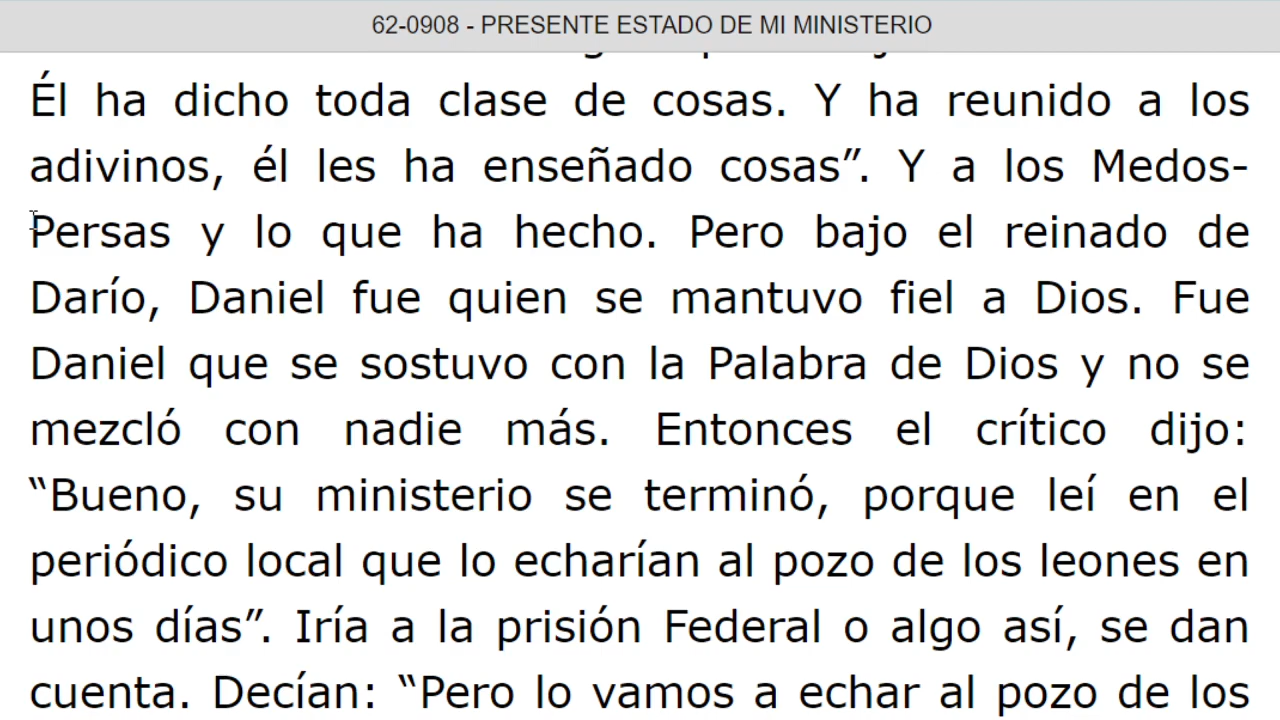 62-0908 - PRESENTE ESTADO DE MI MINISTERIO
Él ha dicho toda clase de cosas. Y ha reunido a los
adivinos, él les ha enseñado cosas”. Y a los Medos-
Persas y lo que ha hecho. Pero bajo el reinado de
Darío, Daniel fue quien se mantuvo fiel a Dios. Fue
Daniel que se sostuvo con la Palabra de Dios y no se
mezcló con nadie más. Entonces el crítico dijo:
“Bueno, su ministerio se terminó, porque leí en el
periódico local que lo echarían al pozo de los leones en
unos días”. Iría a la prisión Federal o algo así, se dan
cuenta. Decían: “Pero lo vamos a echar al pozo de los